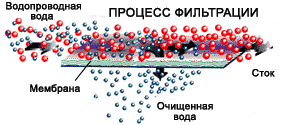 Водопроводная
вода
ПРОЦЕСС ФИЛЬТРАЦИИ
Мембрана
Сток
Очищенная
вода